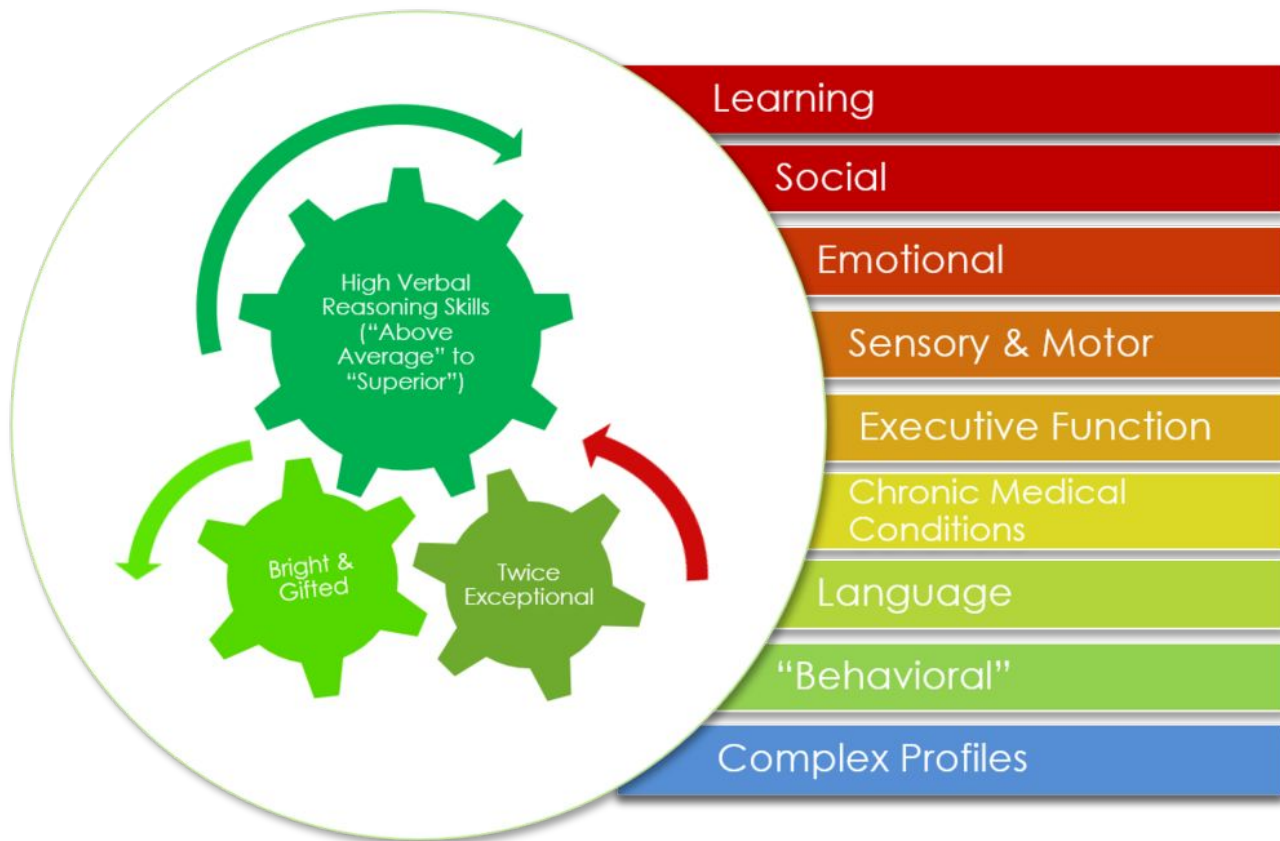 High Verbal
Reasoning Skills
(“Above
Average” to
“Superior”)
Bright &
Gifted
Twice
Exceptional
Learning
Social
Emotional
Sensory & Motor
Executive Function
Chronic Medical
Conditions
Language
“Behavioral”
Complex Profiles